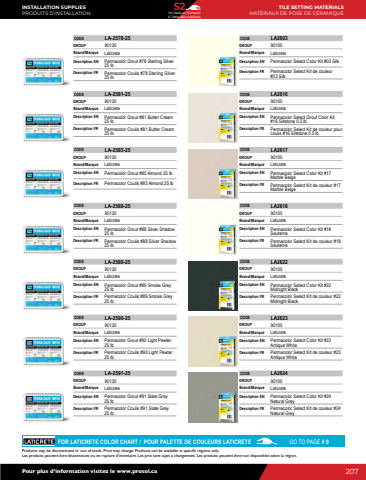 INSTALLATION SUPPLIES
PRODUITS D'INSTALLATION
S2
TILE SETTING MATERIALS
MATÉRIAUX DE POSE DE CÉRAMIQUE
CODE LA-2578-25
GROUP 90100
Brand/Marque Laticrete
Description EN Permacolor Grout #78 Sterling Silver
25 lb
Description FR Permacolor Coulis #78 Sterling Silver
25 lb
CODE LA-2581-25
GROUP 90100
Brand/Marque Laticrete
Description EN Permacolor Grout #81 Butter Cream
25 lb
Description FR Permacolor Coulis #81 Butter Cream
25 lb
CODE LA-2585-25
GROUP 90100
Brand/Marque Laticrete
Description EN Permacolor Grout #85 Almond 25 lb
Description FR Permacolor Coulis #85 Almond 25 lb
CODE LA-2588-25
GROUP 90100
Brand/Marque Laticrete
Description EN Permacolor Grout #88 Silver Shadow
25 lb
Description FR Permacolor Coulis #88 Silver Shadow
25 lb
CODE LA-2589-25
GROUP 90100
Brand/Marque Laticrete
Description EN Permacolor Grout #89 Smoke Grey
25 lb
Description FR Permacolor Coulis #89 Smoke Grey
25 lb
CODE LA-2590-25
GROUP 90100
Brand/Marque Laticrete
Description EN Permacolor Grout #90 Light Pewter
25 lb
Description FR Permacolor Coulis #90 Light Pewter
25 lb
CODE LA-2591-25
GROUP 90100
Brand/Marque Laticrete
Description EN Permacolor Grout #91 Slate Grey
25 lb
Description FR Permacolor Coulis #91 Slate Grey
25 lb
CODE LA2603
GROUP 90100
Brand/Marque Laticrete
Description EN Permacolor Select Color Kit #03 Silk
Description FR Permacolor Select Kit de couleur
#03 Silk
CODE LA2616
GROUP 90100
Brand/Marque Laticrete
Description EN Permacolor Select Grout Color Kit
#16 Siltstone 0.5 lb
Description FR Permacolor Select Kit de couleur pour
coulis #16 Siltstone 0.5 lb
CODE LA2617
GROUP 90100
Brand/Marque Laticrete
Description EN Permacolor Select Color Kit #17
Marble Beige
Description FR Permacolor Select Kit de couleur #17
Marble Beige
CODE LA2618
GROUP 90100
Brand/Marque Laticrete
Description EN Permacolor Select Color Kit #18
Sauterne
Description FR Permacolor Select Kit de couleur #18
Sauterne
CODE LA2622
GROUP 90100
Brand/Marque Laticrete
Description EN Permacolor Select Color Kit #22
Midnight Black
Description FR Permacolor Select Kit de couleur #22
Midnight Black
CODE LA2623
GROUP 90100
Brand/Marque Laticrete
Description EN Permacolor Select Color Kit #23
Antique White
Description FR Permacolor Select Kit de couleur #23
Antique White
CODE LA2624
GROUP 90100
Brand/Marque Laticrete
Description EN Permacolor Select Color Kit #24
Natural Grey
Description FR Permacolor Select Kit de couleur #24
Natural Grey
LATICRETE FOR LATICRETE COLOR CHART / POUR PALETTE DE COULEURS LATICRETE GO TO PAGE # 9
Products may be discontinued or out of stock. Price may change. Products can be available in specific regions only.
Les produits peuvent être discontinués ou en rupture d'inventaire. Les prix sont sujet à changement. Les produits peuvent être non disponibles selon la région.
Pour plus d'information visitez le www.prosol.ca
207